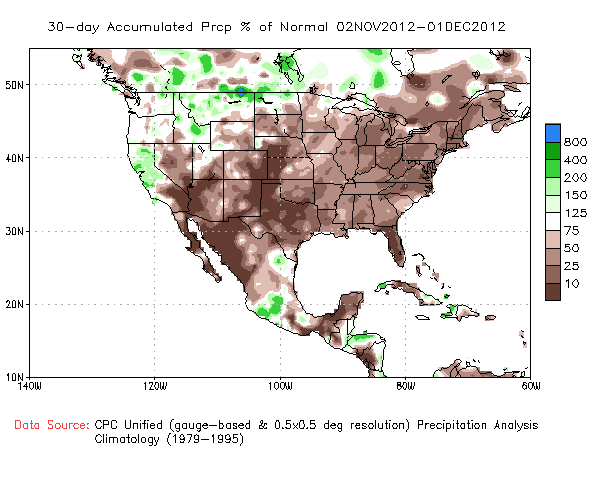 30-day Accumulated Prcp % of Normal 02NOV2012-01DEC2012
50N
40N
30N
20N
10N
140W 120W 100W 80W 60W
800
400
200
150
125
75
50
25
10
Data Source: CPC Unified (gauge-based & 0.5x0.5 deg resolution) Precipitation Analysis
Climatology (1979-1995)